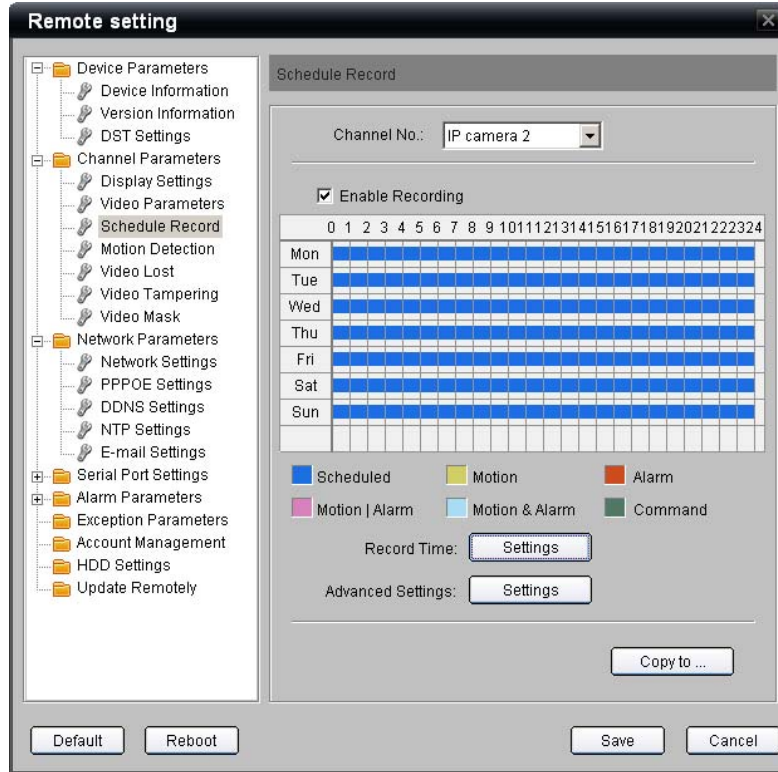 Remote setting
Device Parameters
Device Information
Version Information
DST Settings
Channel Parameters
Display Settings
Video Parameters
Schedule Record
Motion Detection
Video Lost
Video Tampering
Video Mask
Network Parameters
Network Settings
PPPOE Settings
DDNS Settings
NTP Settings
E-mail Settings
Serial Port Settings
Alarm Parameters
Exception Parameters
Account Management
HDD Settings
Update Remotely
Schedule Record
Channel No.: IP camera 2
Enable Recording
0 1 2 3 4 5 6 7 8 9 10 11 12 13 14 15 16 17 18 19 20 21 22 23 24
Mon
Tue
Wed
Thu
Fri
Sat
Sun
Scheduled Motion Alarm
Motion | Alarm Motion & Alarm Command
Record Time: Settings
Advanced Settings: Settings
Copy to ...
Default Reboot Save Cancel